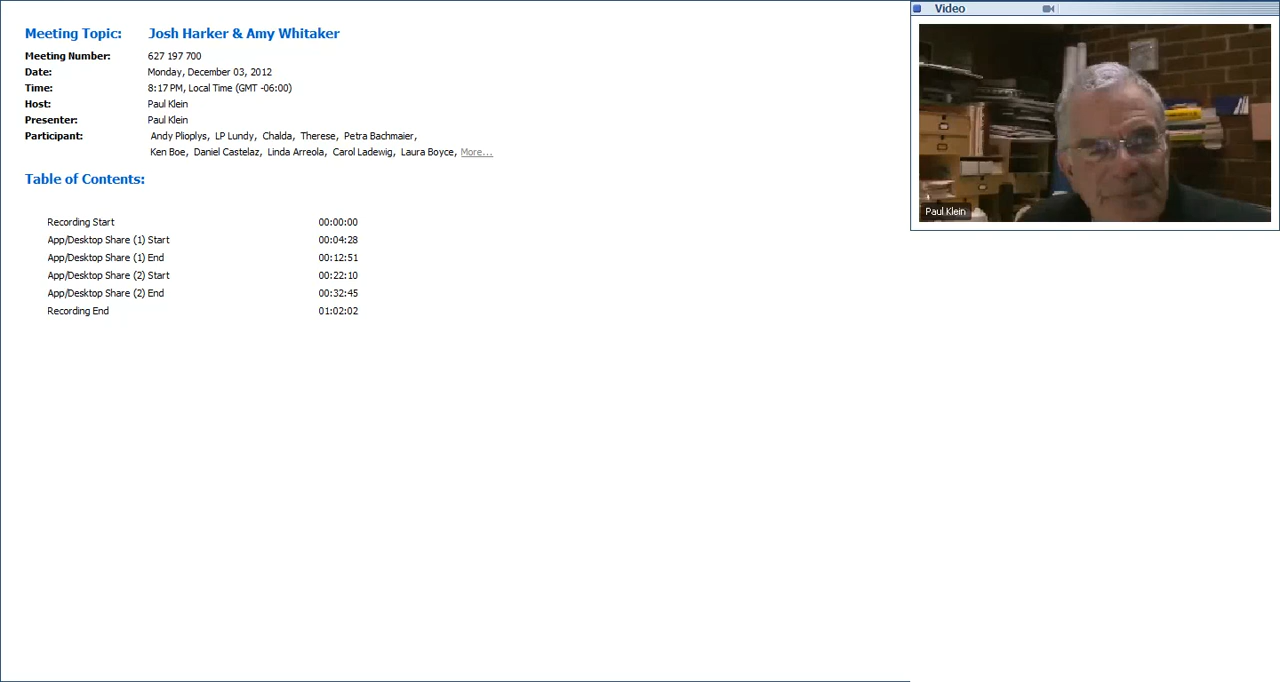 Meeting Topic: Josh Harker & Amy Whitaker
Meeting Number: 627 197 700
Date: Monday, December 03, 2012
Time: 8:17 PM, Local Time (GMT -06:00)
Host: Paul Klein
Presenter: Paul Klein
Participant: Andy Plioplys, LP Lundy, Chalda, Therese, Petra Bachmaier,
Ken Boe, Daniel Castelaz, Linda Arreola, Carol Ladewig, Laura Boyce, More...
Table of Contents:
Recording Start 00:00:00
App/Desktop Share (1) Start 00:04:28
App/Desktop Share (1) End 00:12:51
App/Desktop Share (2) Start 00:22:10
App/Desktop Share (2) End 00:32:45
Recording End 01:02:02
Video
Paul Klein